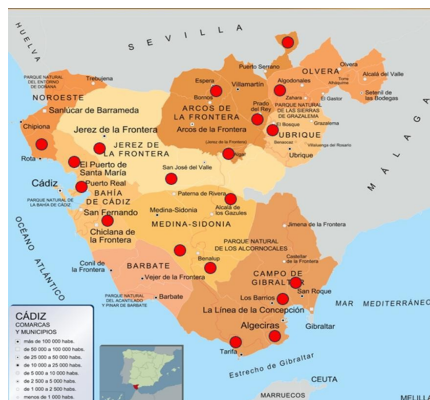 SEVILLA
HUELVA
Puerto Serrano
OLVERA
Olvera
Algodonales
Alcalá del Valle
Torre Alháquime
PARQUE NATURAL
DEL ENTORNO
DE DOÑANA
Trebujena
Espera
Villamartín
Bornos
Zahara
El Gastor
Setenil de
las Bodegas
NOROESTE
Sanlucar de Barrameda
ARCOS DE
LA FRONTERA
Prado
del Rey
PARQUE NATURAL
DE LAS SIERRAS
DE GRAZALEMA
Chipiona
Jerez de la Frontera
Arcos de la Frontera
El Bosque
Grazalema
UBRIQUE
Benaocaz
Villaluenga del Rosario
Ubrique
JEREZ DE
LA FRONTERA
Rota
El Puerto de
Santa María
San José del Valle
MÁLAGA
Cádiz
Puerto Real
PARQUE NATURAL
DE LA BAHÍA DE CÁDIZ
BAHÍA
DE CÁDIZ
Paterna de Rivera
San Fernando
Medina-Sidonia
Alcalá de
los Gazules
Chiclana de
la Frontera
MEDINA-SIDONIA
Jimena de la Frontera
OCÉANO ATLÁNTICO
PARQUE NATURAL
DE LOS ALCORNOCALES
Conil de
la Frontera
BARBATE
Benalup
Castellar
de la Frontera
CAMPO DE
GIBRALTAR
Vejer de la Frontera
PARQUE NATURAL
DEL ACANTILADO
Y PINAR DE BARBATE
Barbate
Los Barrios
San Roque
MAR MEDITERRÁNEO
La Línea de la Concepción
Algeciras
Gibraltar
Tarifa
Estrecho de Gibraltar
CEUTA
MARRUECOS
MELILLA
CÁDIZ
COMARCAS
Y MUNICIPIOS
más de 100 000 habs.
de 50 000 a 100 000 habs.
de 25 000 a 50 000 habs.
de 10 000 a 25 000 habs.
de 5 000 a 10 000 habs.
de 2 500 a 5 000 habs.
de 1 000 a 2 500 habs.
menos de 1 000 habs.